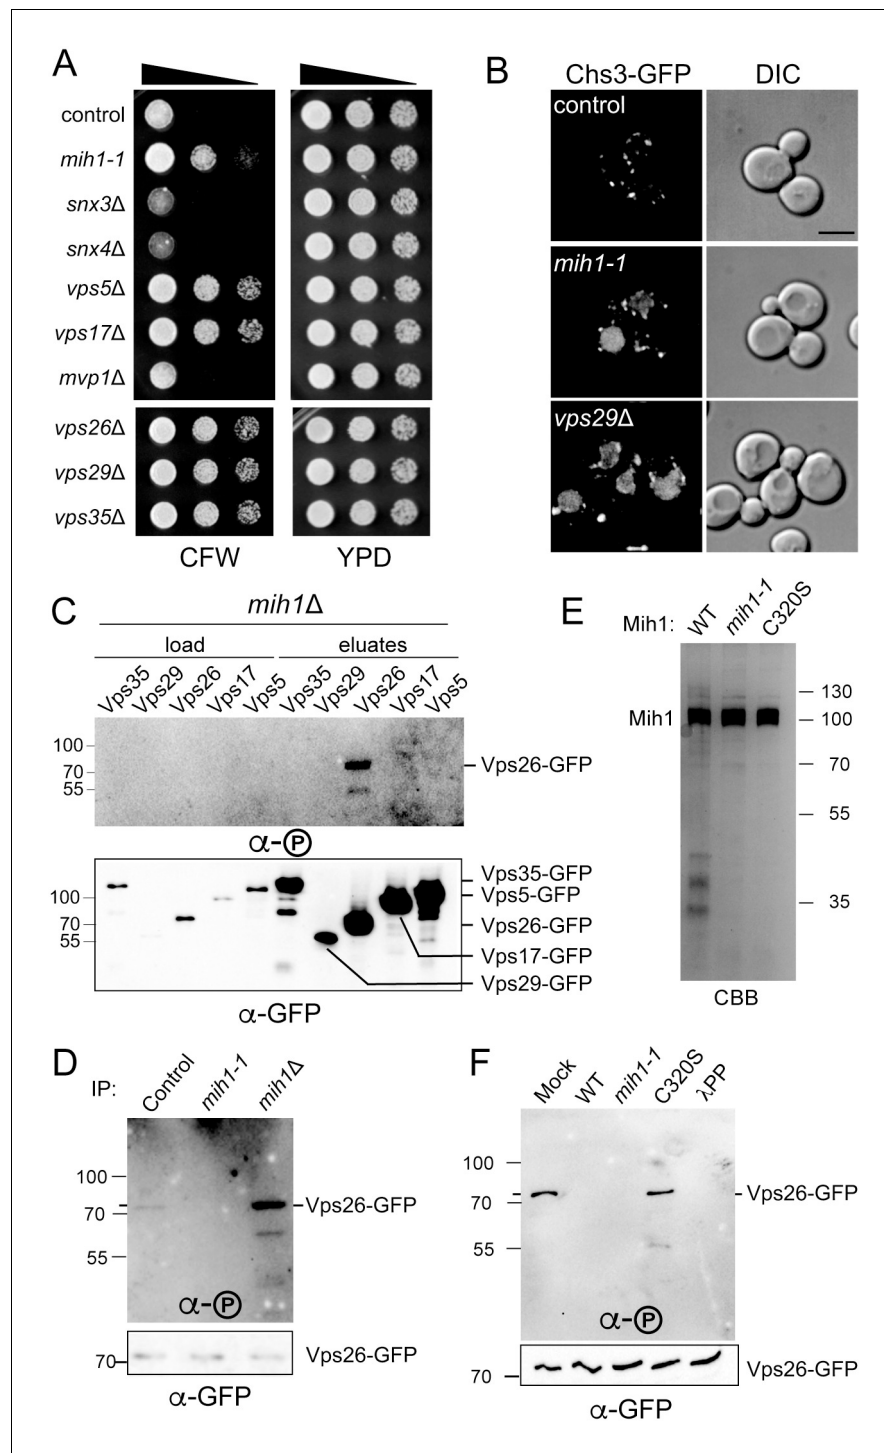 A
control
mih1-1
snx3Δ
snx4Δ
vps5Δ
vps17Δ
mvp1Δ
vps26Δ
vps29Δ
vps35Δ
CFW YPD
B
Chs3-GFP DIC
control
mih1-1
vps29Δ
C
mih1Δ
load eluates
Vps35 Vps29 Vps26 Vps17 Vps5 Vps35 Vps29 Vps26 Vps17 Vps5
100
70
55
Vps26-GFP
α-P
100
70
55
Vps35-GFP
Vps5-GFP
Vps26-GFP
Vps17-GFP
Vps29-GFP
α-GFP
E
Mih1: WT mih1-1 C320S
Mih1
130
100
70
55
35
CBB
D
IP: Control mih1-1 mih1Δ
100
70
55
Vps26-GFP
α-P
70
Vps26-GFP
α-GFP
F
Mock WT mih1-1 C320S λPP
100
70
55
Vps26-GFP
α-P
70
Vps26-GFP
α-GFP